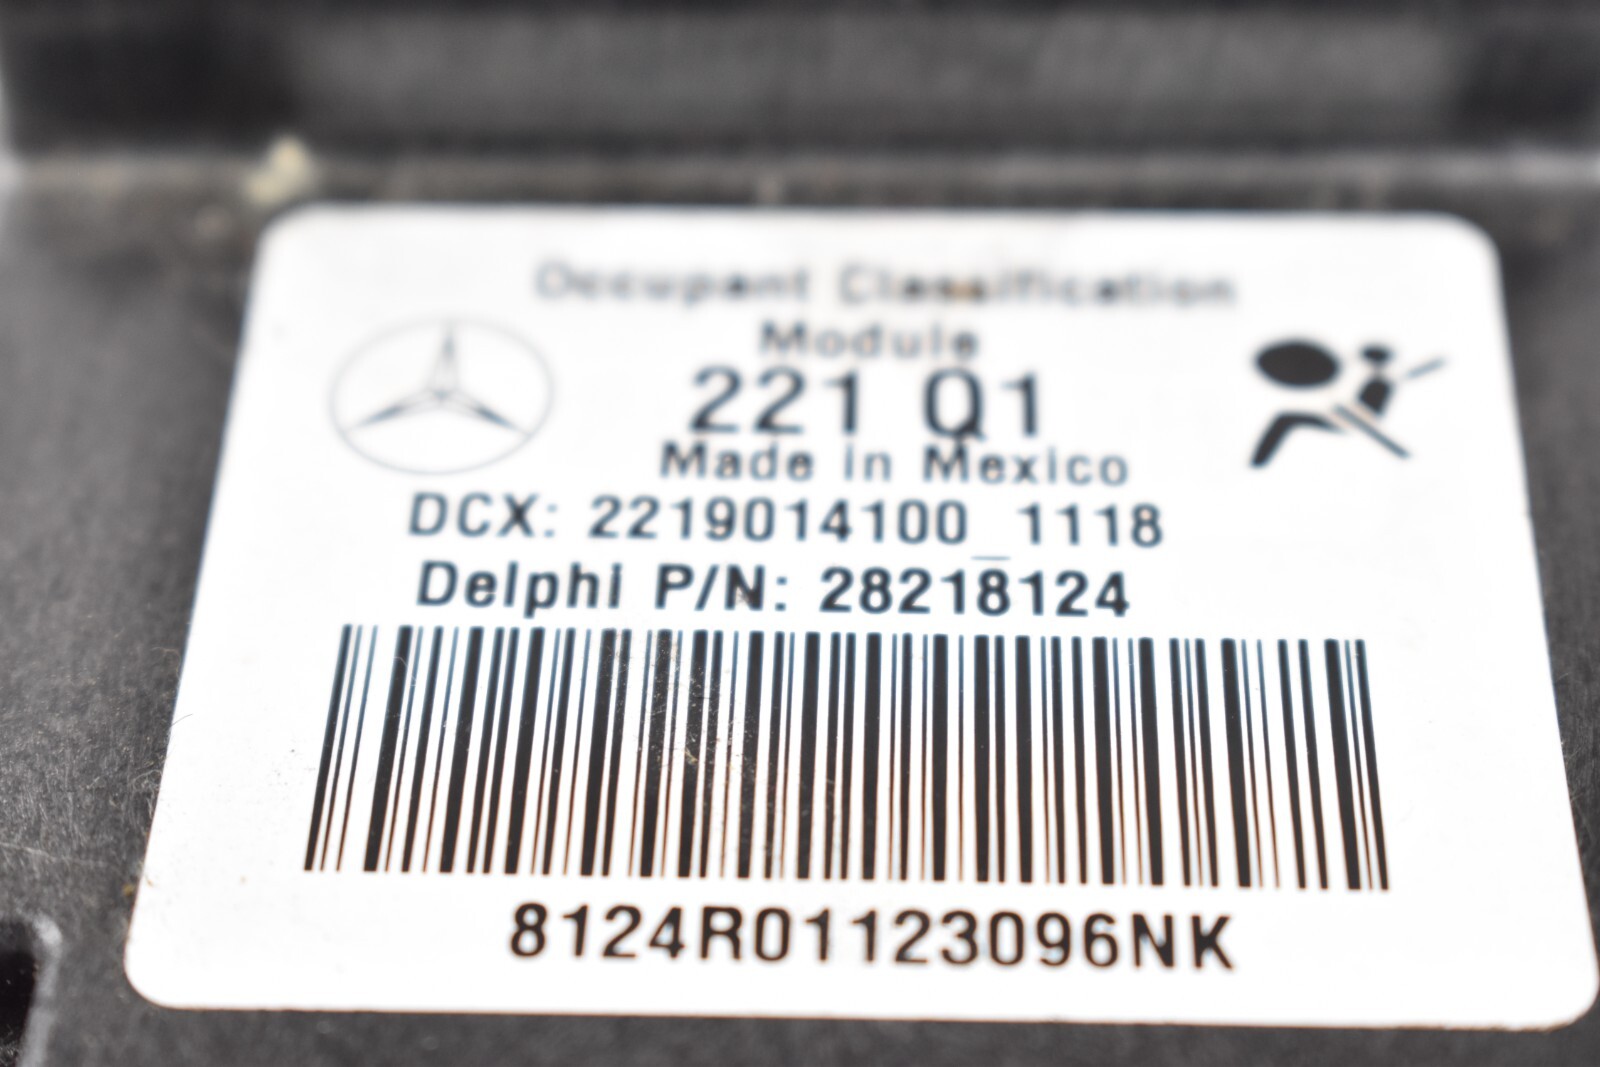 Occupant Classification
Module
221 Q1
Made in Mexico
DCX: 2219014100_1118
Delphi P/N: 28218124
8124R01123096NK